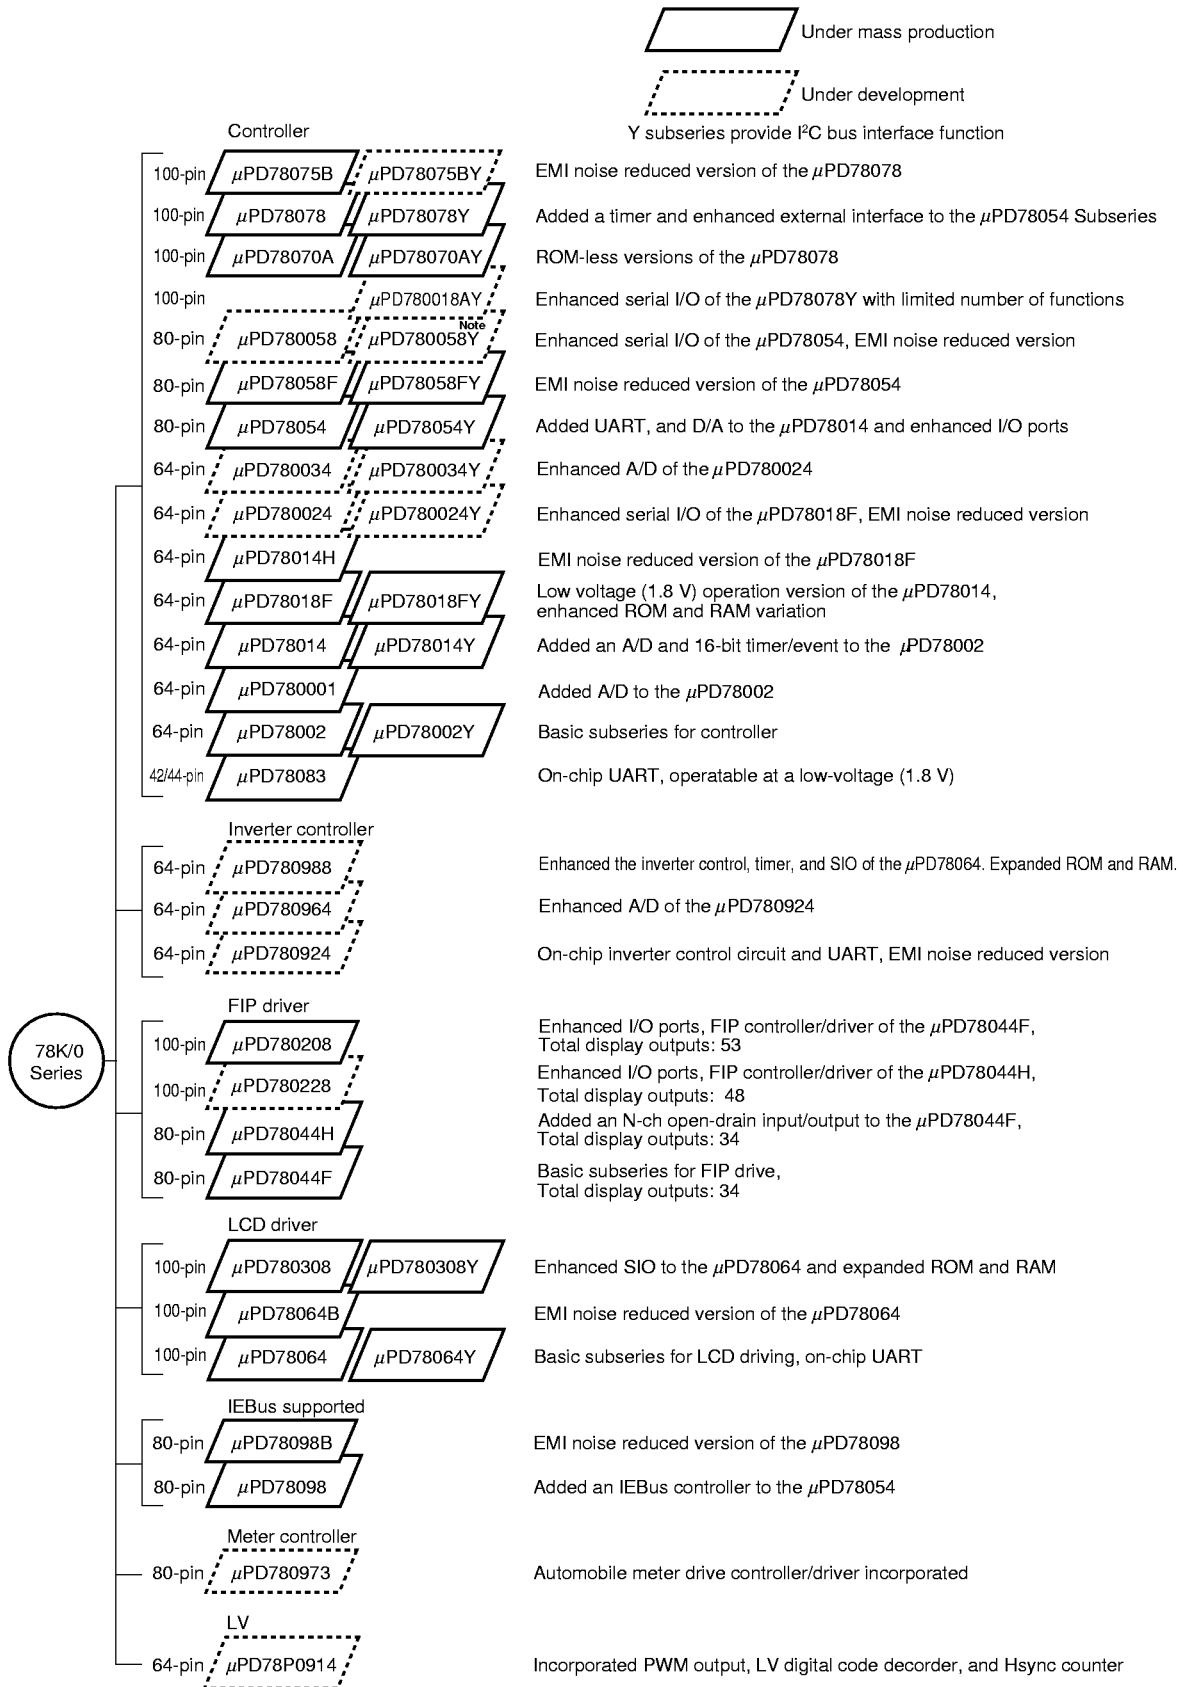 Under mass production
Under development
Y subseries provide I²C bus interface function
Controller
100-pin μPD78075B μPD78075BY EMI noise reduced version of the μPD78078
100-pin μPD78078 μPD78078Y Added a timer and enhanced external interface to the μPD78054 Subseries
100-pin μPD78070A μPD78070AY ROM-less versions of the μPD78078
100-pin μPD780018AY Enhanced serial I/O of the μPD78078Y with limited number of functions
80-pin μPD780058 μPD780058Y Note Enhanced serial I/O of the μPD78054, EMI noise reduced version
80-pin μPD78058F μPD78058FY EMI noise reduced version of the μPD78054
80-pin μPD78054 μPD78054Y Added UART, and D/A to the μPD78014 and enhanced I/O ports
64-pin μPD780034 μPD780034Y Enhanced A/D of the μPD780024
64-pin μPD780024 μPD780024Y Enhanced serial I/O of the μPD78018F, EMI noise reduced version
64-pin μPD78014H EMI noise reduced version of the μPD78018F
64-pin μPD78018F μPD78018FY Low voltage (1.8 V) operation version of the μPD78014,
enhanced ROM and RAM variation
64-pin μPD78014 μPD78014Y Added an A/D and 16-bit timer/event to the μPD78002
64-pin μPD780001 Added A/D to the μPD78002
64-pin μPD78002 μPD78002Y Basic subseries for controller
42/44-pin μPD78083 On-chip UART, operatable at a low-voltage (1.8 V)
Inverter controller
64-pin μPD780988 Enhanced the inverter control, timer, and SIO of the μPD78064. Expanded ROM and RAM.
64-pin μPD780964 Enhanced A/D of the μPD780924
64-pin μPD780924 On-chip inverter control circuit and UART, EMI noise reduced version
78K/0
Series
FIP driver
100-pin μPD780208 Enhanced I/O ports, FIP controller/driver of the μPD78044F,
Total display outputs: 53
100-pin μPD780228 Enhanced I/O ports, FIP controller/driver of the μPD78044H,
Total display outputs: 48
80-pin μPD78044H Added an N-ch open-drain input/output to the μPD78044F,
Total display outputs: 34
80-pin μPD78044F Basic subseries for FIP drive,
Total display outputs: 34
LCD driver
100-pin μPD780308 μPD780308Y Enhanced SIO to the μPD78064 and expanded ROM and RAM
100-pin μPD78064B EMI noise reduced version of the μPD78064
100-pin μPD78064 μPD78064Y Basic subseries for LCD driving, on-chip UART
IEBus supported
80-pin μPD78098B EMI noise reduced version of the μPD78098
80-pin μPD78098 Added an IEBus controller to the μPD78054
Meter controller
80-pin μPD780973 Automobile meter drive controller/driver incorporated
LV
64-pin μPD78P0914 Incorporated PWM output, LV digital code decorder, and Hsync counter